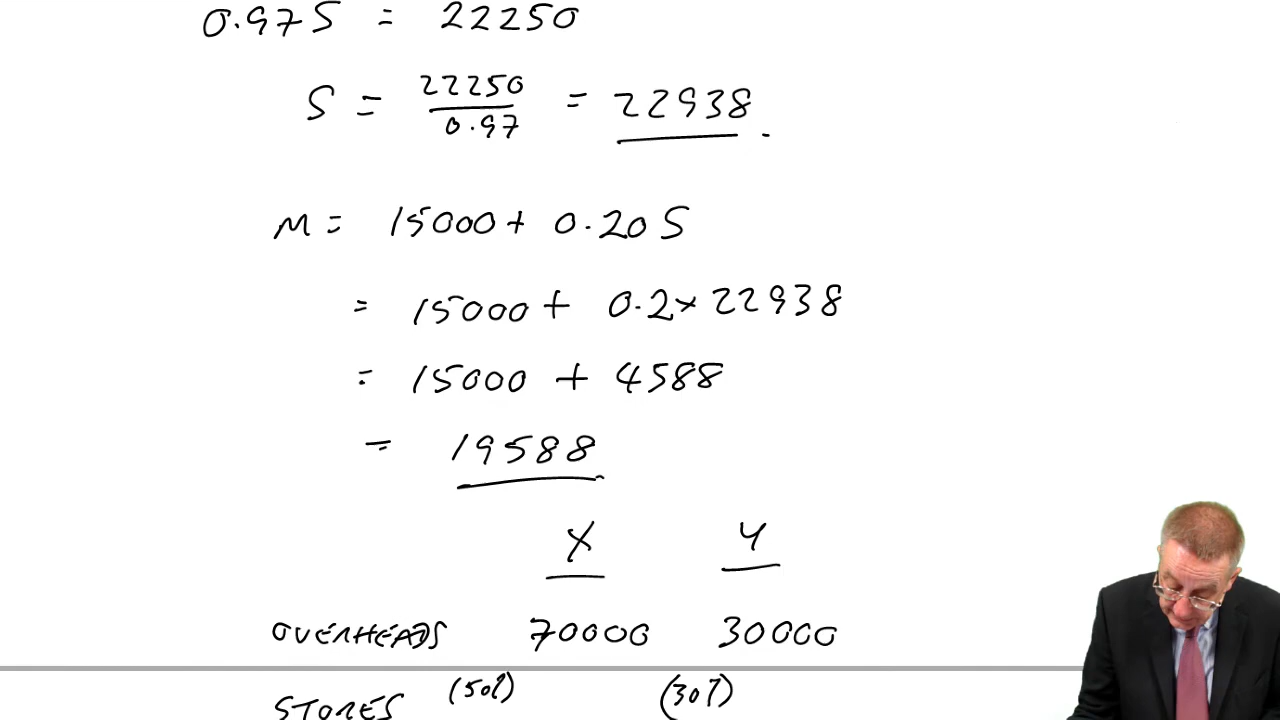 0.97S = 22250
S = 22250 / 0.97 = 22938
M = 15000 + 0.20 S
= 15000 + 0.2 × 22938
= 15000 + 4588
= 19588
X Y
OVERHEADS 70000 30000
STORES (50%) (30%)